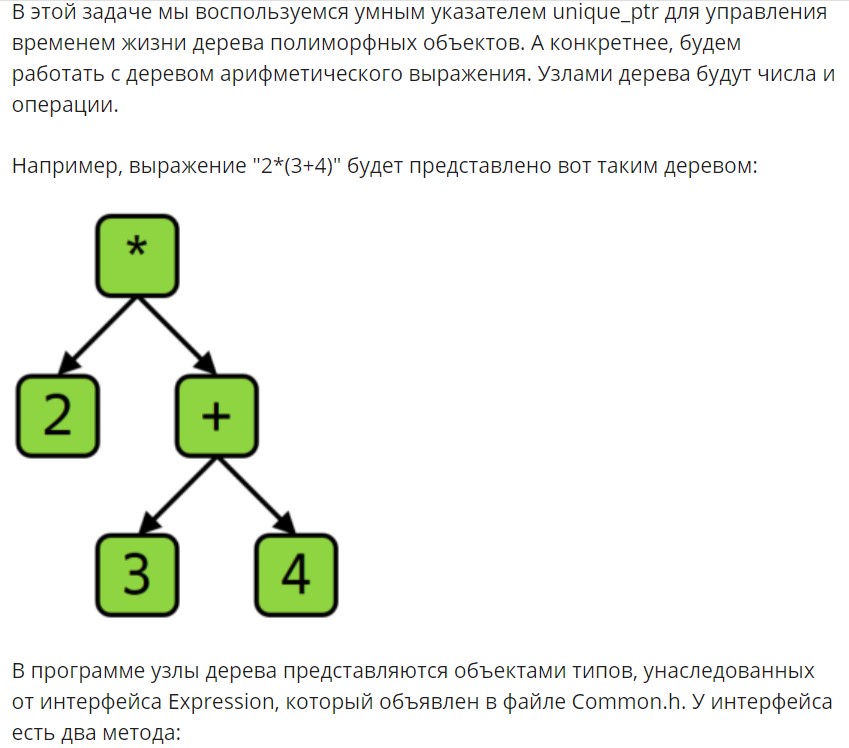 В этой задаче мы воспользуемся умным указателем unique_ptr для управления
временем жизни дерева полиморфных объектов. А конкретнее, будем
работать с деревом арифметического выражения. Узлами дерева будут числа и
операции.
Например, выражение "2*(3+4)" будет представлено вот таким деревом:
*
2
+
3
4
В программе узлы дерева представляются объектами типов, унаследованных
от интерфейса Expression, который объявлен в файле Common.h. У интерфейса
есть два метода: